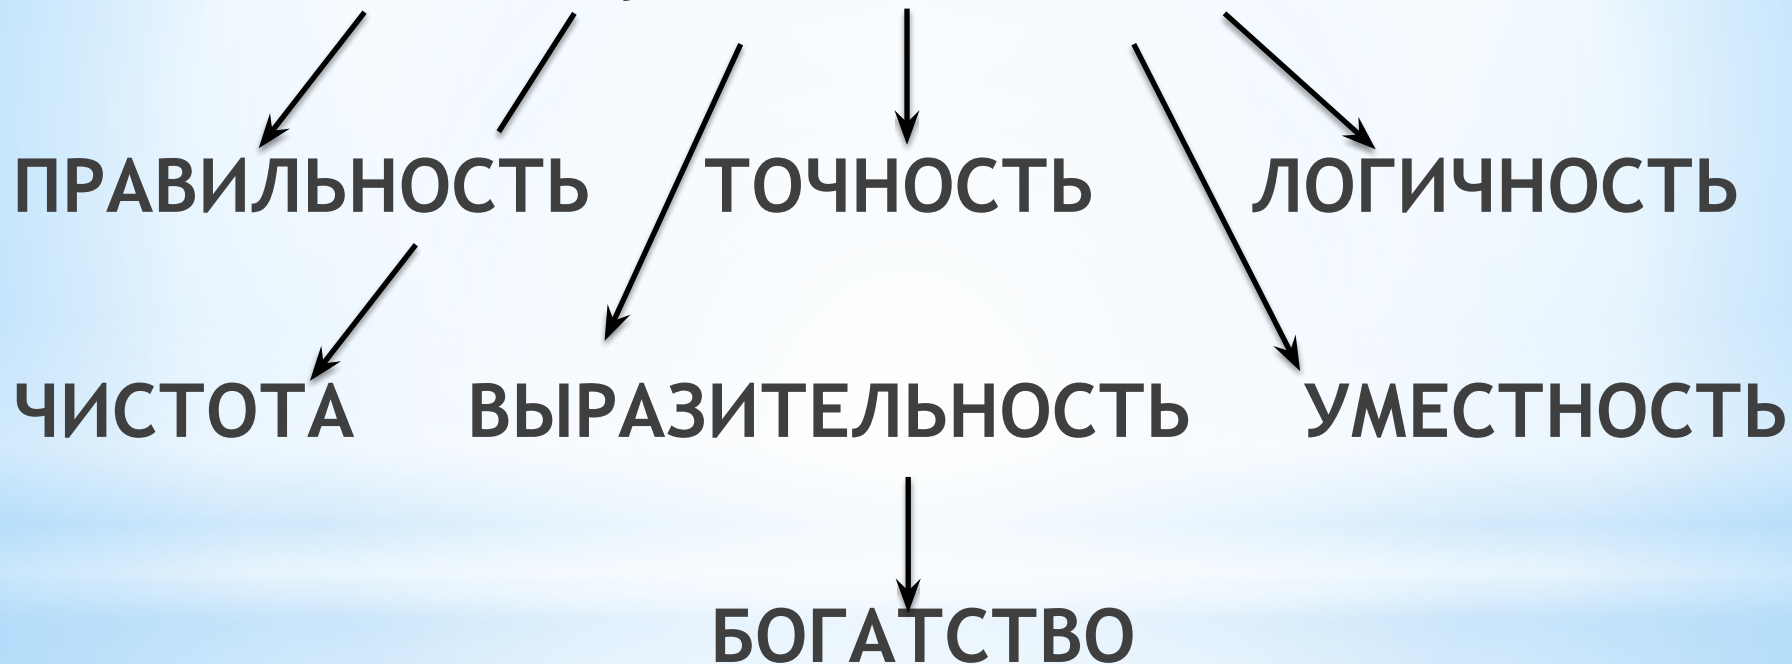 ПРАВИЛЬНОСТЬ ТОЧНОСТЬ ЛОГИЧНОСТЬ
ЧИСТОТА ВЫРАЗИТЕЛЬНОСТЬ УМЕСТНОСТЬ
БОГАТСТВО